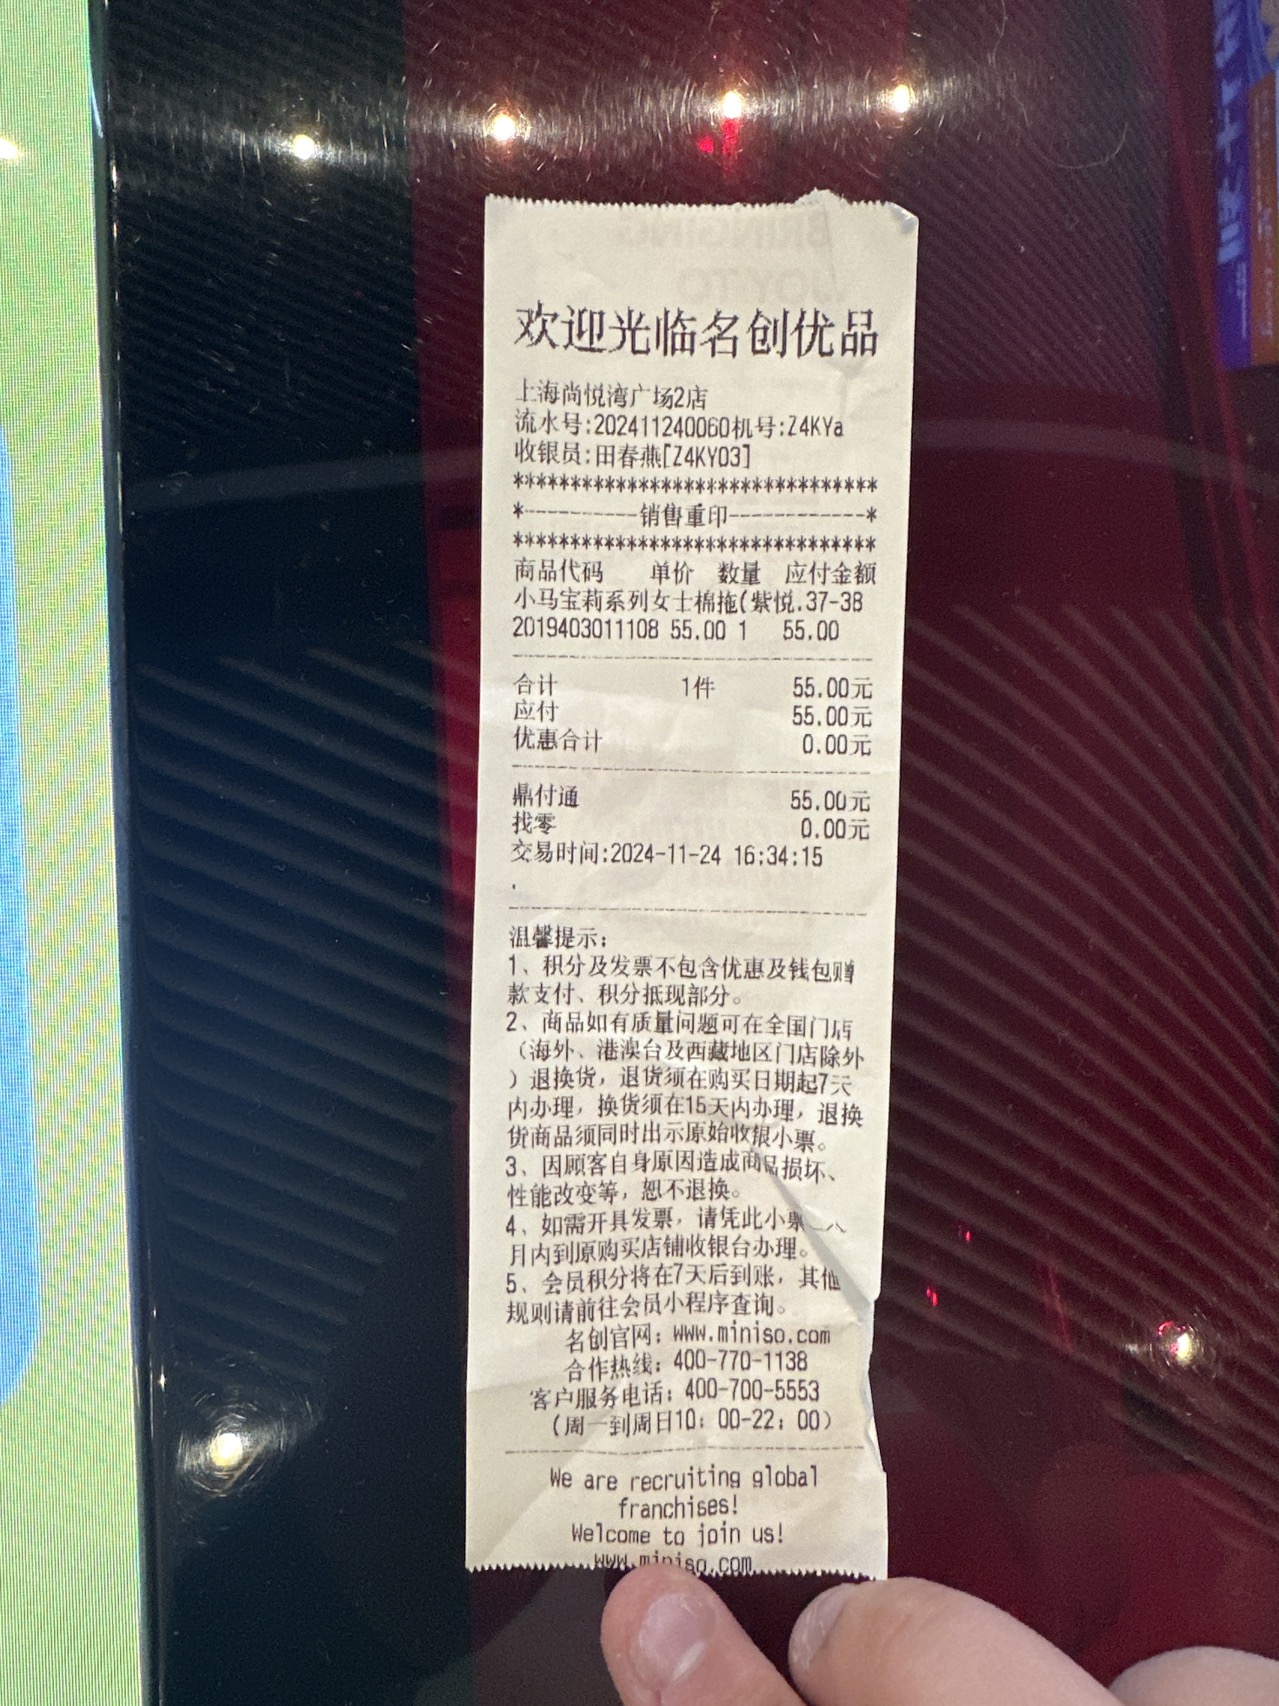 欢迎光临名创优品
上海尚悦湾广场2店
流水号:202411240060机号:Z4KYa
收银员:田春燕[Z4KY03]
********************************
*-----------销售重印------------*
********************************
商品代码 单价 数量 应付金额
小马宝莉系列女士棉拖(紫悦.37-38
2019403011108 55.00 1 55.00
合计 1件 55.00元
应付 55.00元
优惠合计 0.00元
鼎付通 55.00元
找零 0.00元
交易时间:2024-11-24 16:34:15
.
温馨提示:
1、积分及发票不包含优惠及钱包赠
款支付、积分抵现部分。
2、商品如有质量问题可在全国门店
(海外、港澳台及西藏地区门店除外
)退换货，退货须在购买日期起7天
内办理，换货须在15天内办理，退换
货商品须同时出示原始收银小票。
3、因顾客自身原因造成商品损坏、
性能改变等，恕不退换。
4、如需开具发票，请凭此小票
月内到原购买店铺收银台办理。
5、会员积分将在7天后到账，其他
规则请前往会员小程序查询。
名创官网: www.miniso.com
合作热线: 400-770-1138
客户服务电话: 400-700-5553
(周一到周日10: 00-22: 00)
We are recruiting global
franchises!
Welcome to join us!
www.miniso.com